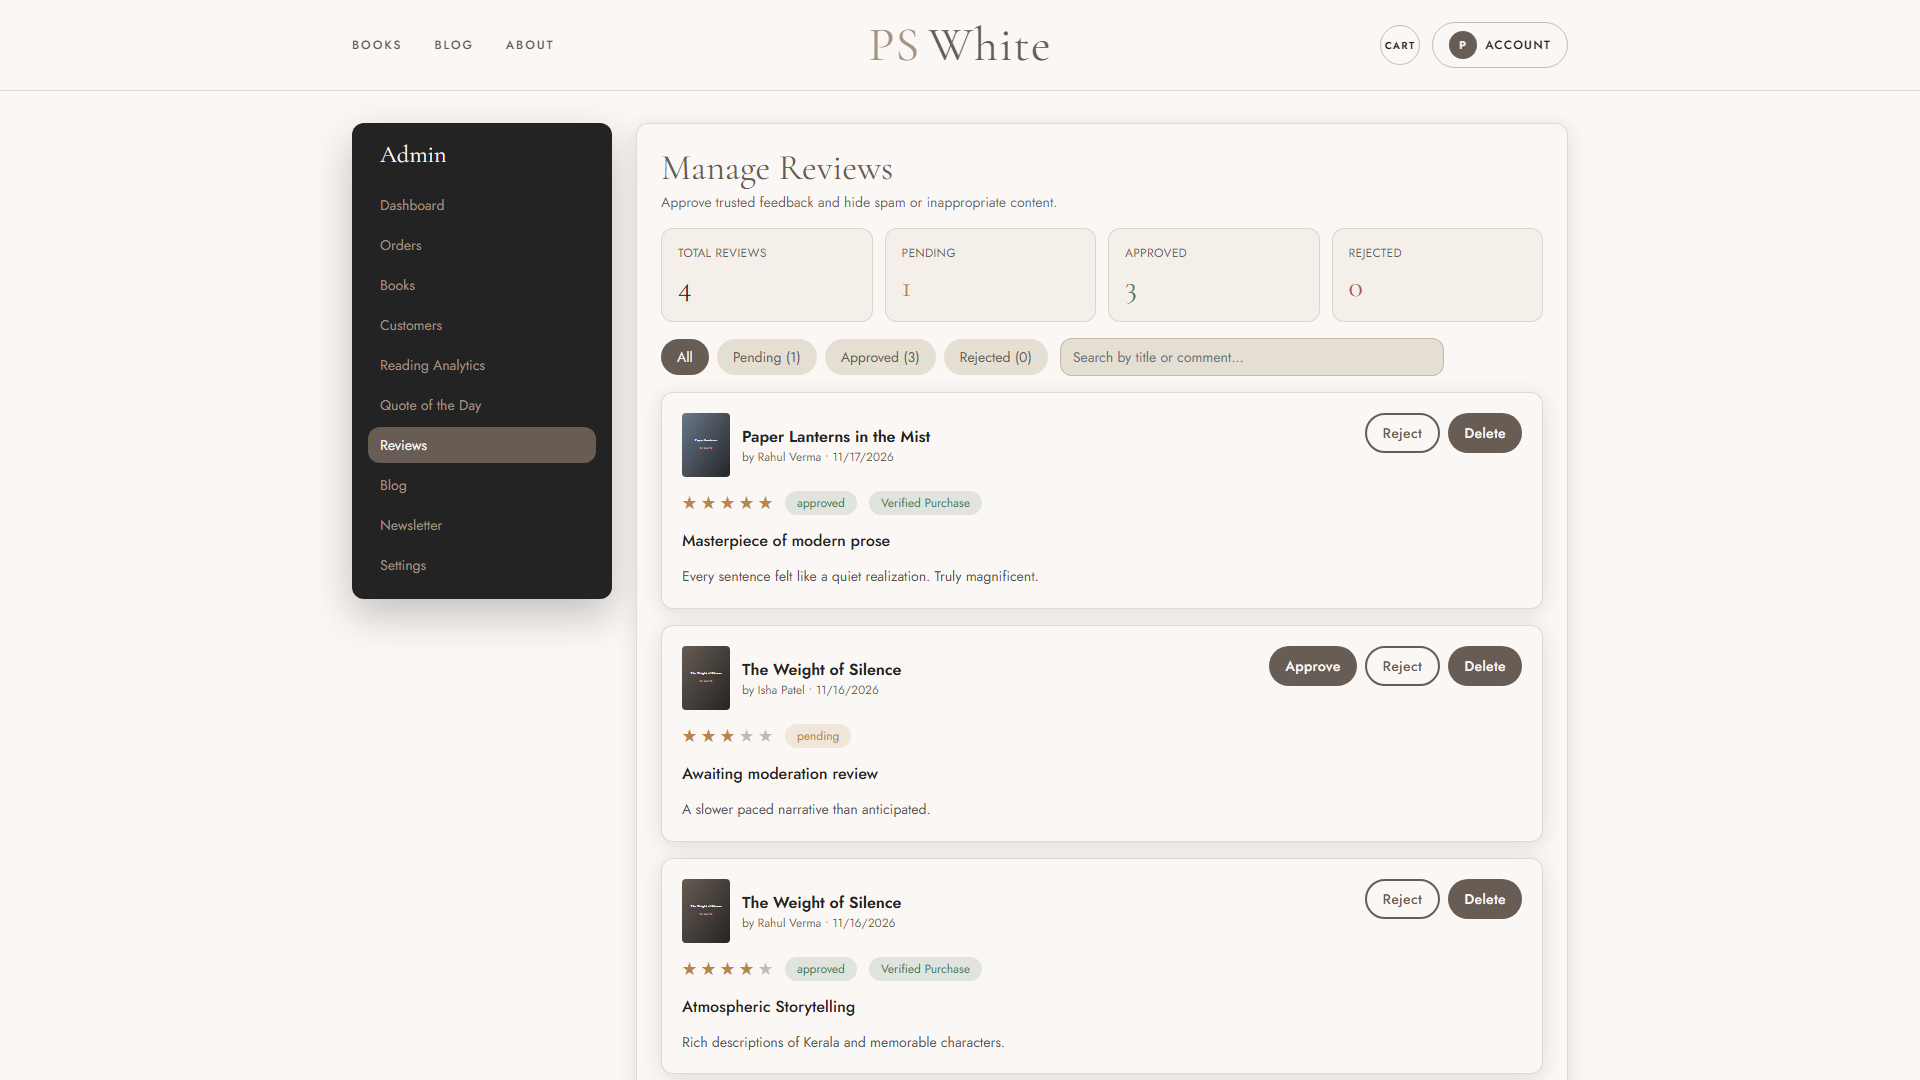 BOOKS BLOG ABOUT
PS White
CART
P ACCOUNT
Admin
Dashboard
Orders
Books
Customers
Reading Analytics
Quote of the Day
Reviews
Blog
Newsletter
Settings
Manage Reviews
Approve trusted feedback and hide spam or inappropriate content.
TOTAL REVIEWS
4
PENDING
1
APPROVED
3
REJECTED
0
All Pending (1) Approved (3) Rejected (0) Search by title or comment...
Paper Lanterns in the Mist
by Rahul Verma · 11/17/2026
Reject Delete
approved Verified Purchase
Masterpiece of modern prose
Every sentence felt like a quiet realization. Truly magnificent.
The Weight of Silence
by Isha Patel · 11/16/2026
Approve Reject Delete
pending
Awaiting moderation review
A slower paced narrative than anticipated.
The Weight of Silence
by Rahul Verma · 11/16/2026
Reject Delete
approved Verified Purchase
Atmospheric Storytelling
Rich descriptions of Kerala and memorable characters.